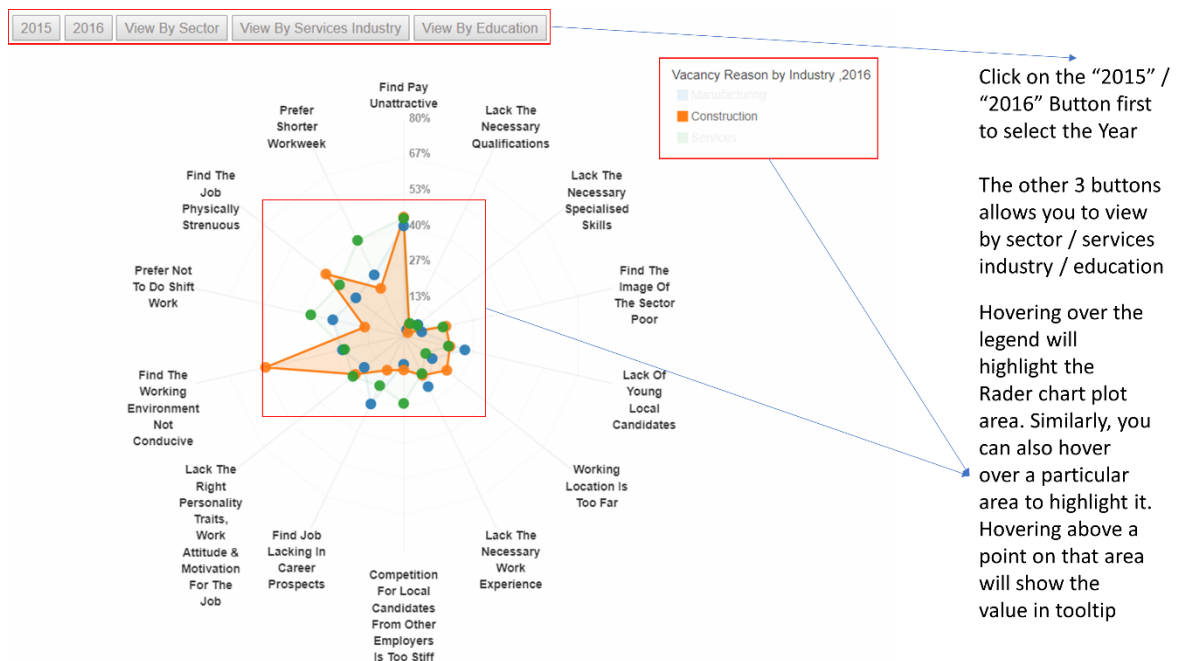 2015
2016
View By Sector
View By Services Industry
View By Education
Vacancy Reason by Industry ,2016
Manufacturing
Construction
Services
Find Pay
Unattractive
80%
67%
53%
40%
27%
13%
Lack The
Necessary
Qualifications
Lack The
Necessary
Specialised
Skills
Find The
Image Of
The Sector
Poor
Lack Of
Young
Local
Candidates
Working
Location Is
Too Far
Lack The
Necessary
Work
Experience
Competition
For Local
Candidates
From Other
Employers
Is Too Stiff
Find Job
Lacking In
Career
Prospects
Lack The
Right
Personality
Traits,
Work
Attitude &
Motivation
For The
Job
Find The
Working
Environment
Not
Conducive
Prefer Not
To Do Shift
Work
Find The
Job
Physically
Strenuous
Prefer
Shorter
Workweek
Click on the “2015” /
“2016” Button first
to select the Year
The other 3 buttons
allows you to view
by sector / services
industry / education
Hovering over the
legend will
highlight the
Rader chart plot
area. Similarly, you
can also hover
over a particular
area to highlight it.
Hovering above a
point on that area
will show the
value in tooltip